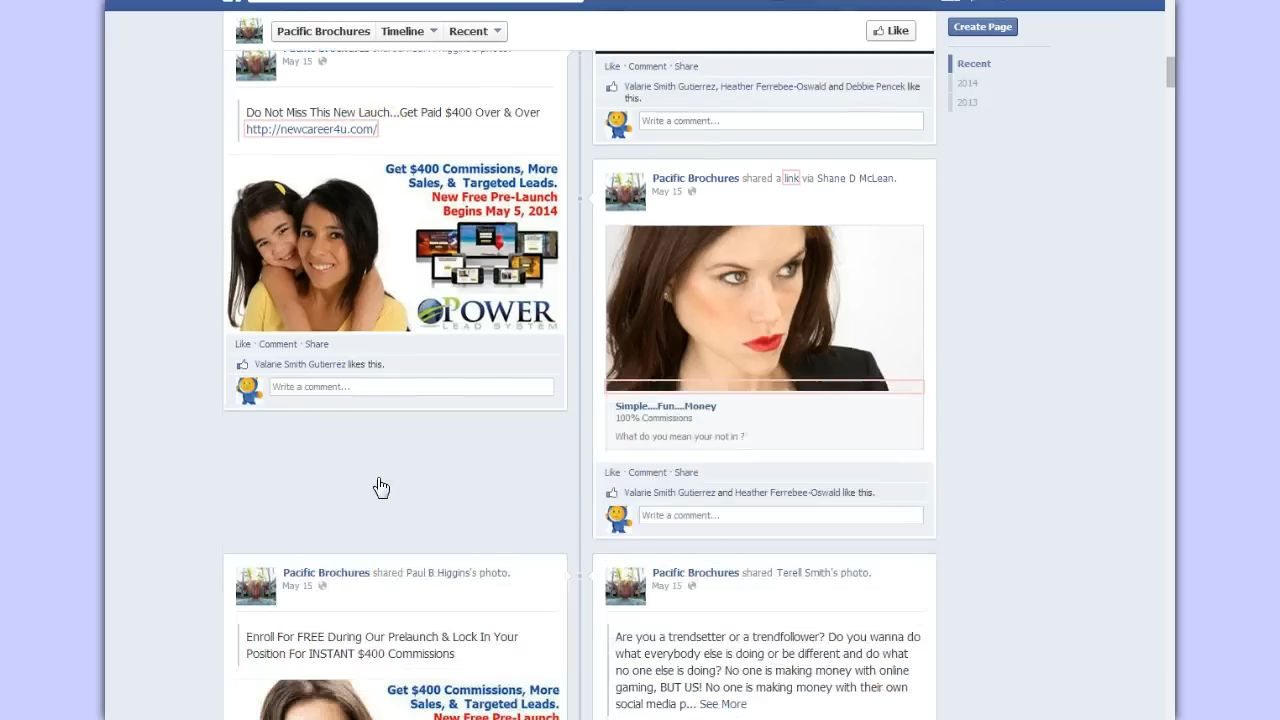 Pacific Brochures Timeline Recent
Like
Create Page
Recent
2014
2013
May 15
Do Not Miss This New Lauch...Get Paid $400 Over & Over
http://newcareer4u.com/
Get $400 Commissions, More
Sales, & Targeted Leads.
New Free Pre-Launch
Begins May 5, 2014
POWER
LEAD SYSTEM
Like · Comment · Share
Valarie Smith Gutierrez likes this.
Write a comment...
Like · Comment · Share
Valarie Smith Gutierrez, Heather Ferrebee-Oswald and Debbie Pencek like
this.
Write a comment...
Pacific Brochures shared a link via Shane D McLean.
May 15
Simple....Fun....Money
100% Commissions
What do you mean your not in ?
Like · Comment · Share
Valarie Smith Gutierrez and Heather Ferrebee-Oswald like this.
Write a comment...
Pacific Brochures shared Paul B Higgins's photo.
May 15
Enroll For FREE During Our Prelaunch & Lock In Your
Position For INSTANT $400 Commissions
Get $400 Commissions, More
Sales, & Targeted Leads.
New Free Pre-Launch
Pacific Brochures shared Terell Smith's photo.
May 15
Are you a trendsetter or a trendfollower? Do you wanna do
what everybody else is doing or be different and do what
no one else is doing? No one is making money with online
gaming, BUT US! No one is making money with their own
social media p... See More